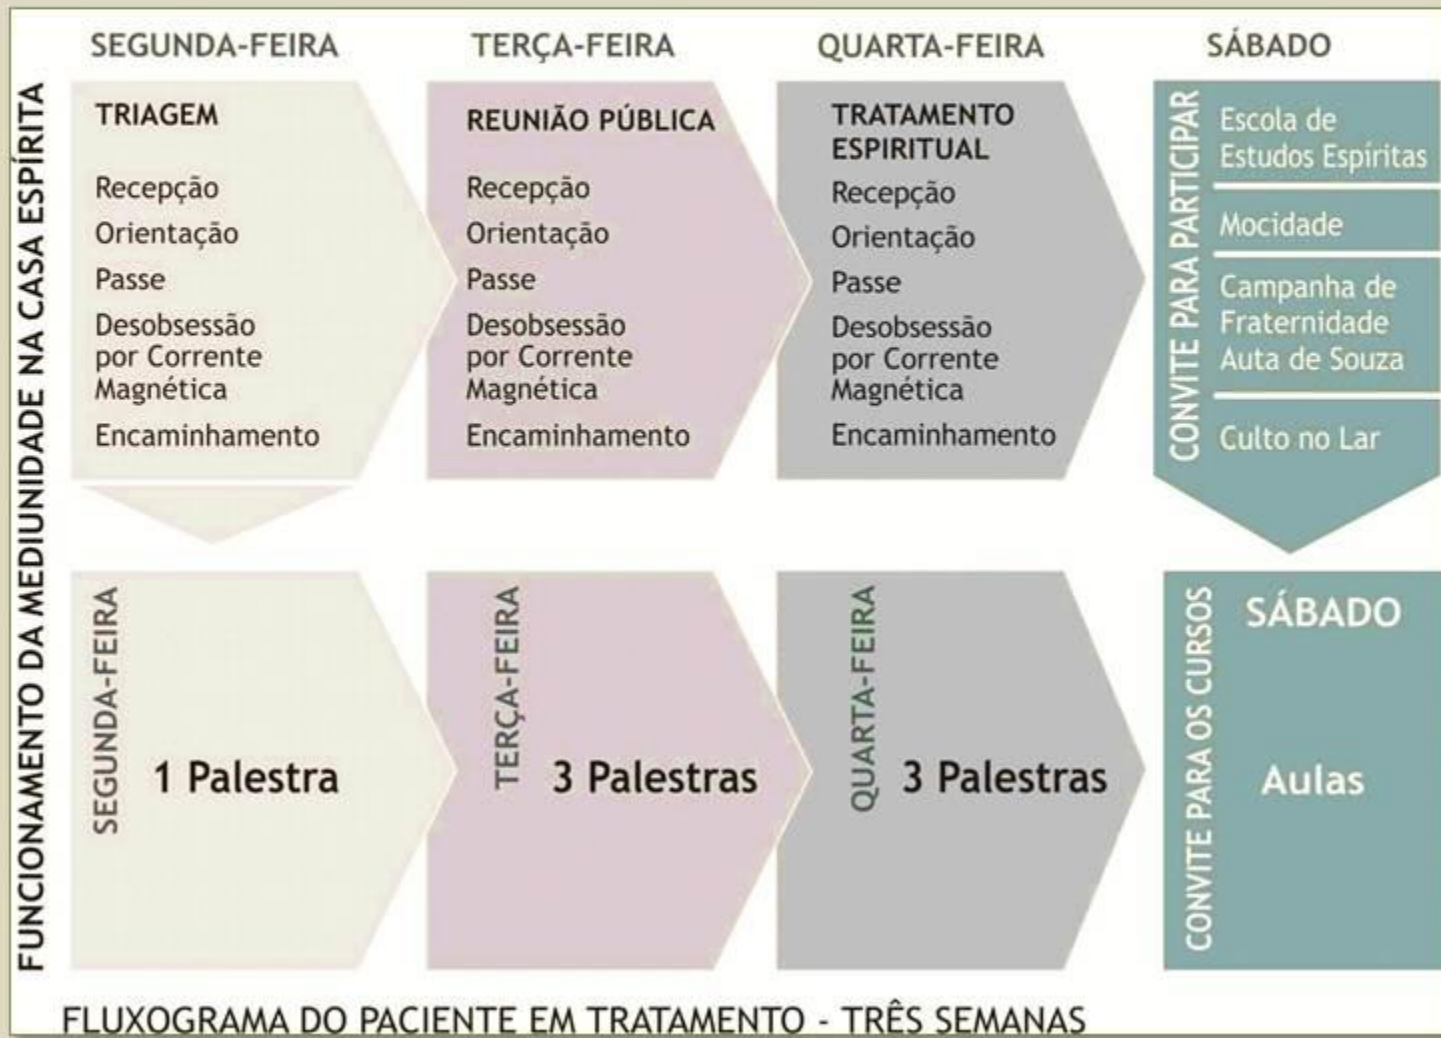 FUNCIONAMENTO DA MEDIUNIDADE NA CASA ESPÍRITA
SEGUNDA-FEIRA
TRIAGEM
Recepção
Orientação
Passe
Desobsessão
por Corrente
Magnética
Encaminhamento
TERÇA-FEIRA
REUNIÃO PÚBLICA
Recepção
Orientação
Passe
Desobsessão
por Corrente
Magnética
Encaminhamento
QUARTA-FEIRA
TRATAMENTO
ESPIRITUAL
Recepção
Orientação
Passe
Desobsessão
por Corrente
Magnética
Encaminhamento
SÁBADO
CONVITE PARA PARTICIPAR
Escola de
Estudos Espíritas
Mocidade
Campanha de
Fraternidade
Auta de Souza
Culto no Lar
SEGUNDA-FEIRA
1 Palestra
TERÇA-FEIRA
3 Palestras
QUARTA-FEIRA
3 Palestras
CONVITE PARA OS CURSOS
SÁBADO
Aulas
FLUXOGRAMA DO PACIENTE EM TRATAMENTO - TRÊS SEMANAS